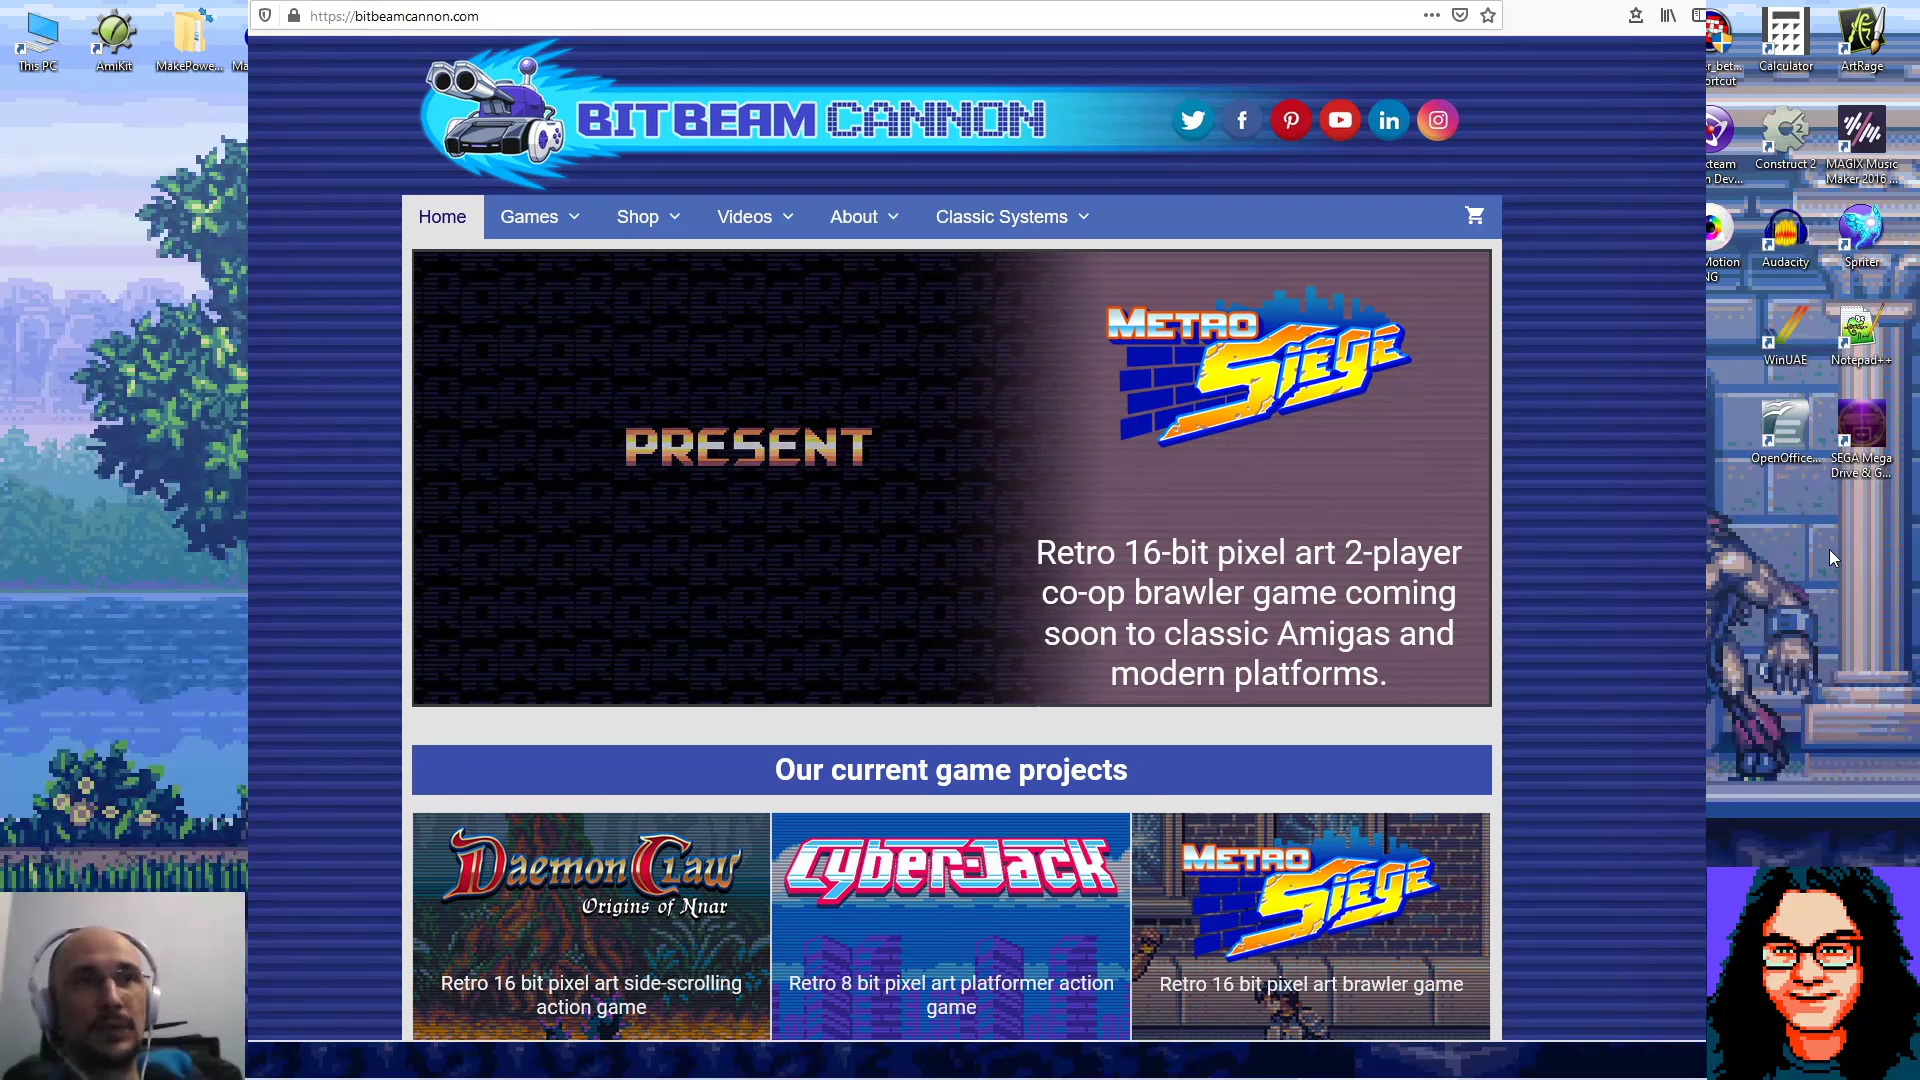 https://bitbeamcannon.com
This PC
AmiKit
MakePowe...
Calculator
ArtRage
BITBEAM CANNON
Construct 2
MAGIX Music
Maker 2016 ...
Home
Games
Shop
Videos
About
Classic Systems
Audacity
Spriter
METRO
SIEGE
WinUAE
Notepad++
PRESENT
OpenOffice...
SEGA Mega
Drive & G...
Retro 16-bit pixel art 2-player
co-op brawler game coming
soon to classic Amigas and
modern platforms.
Our current game projects
Daemon Claw
Origins of Nnar
Retro 16 bit pixel art side-scrolling
action game
Cyber-Jack
Retro 8 bit pixel art platformer action
game
METRO
SIEGE
Retro 16 bit pixel art brawler game